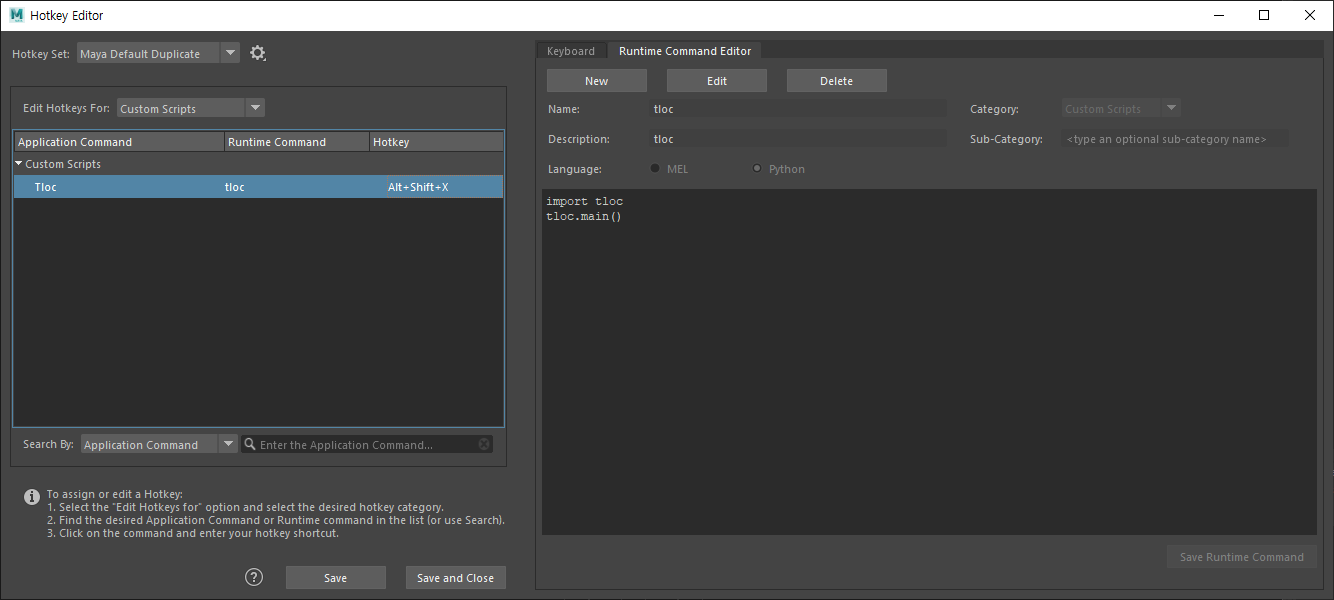 Hotkey Editor
Hotkey Set: Maya Default Duplicate
Edit Hotkeys For: Custom Scripts
Application Command Runtime Command Hotkey
Custom Scripts
Tloc tloc Alt+Shift+X
Search By: Application Command Enter the Application Command...
To assign or edit a Hotkey:
1. Select the "Edit Hotkeys for" option and select the desired hotkey category.
2. Find the desired Application Command or Runtime command in the list (or use Search).
3. Click on the command and enter your hotkey shortcut.
Save Save and Close
Keyboard Runtime Command Editor
New Edit Delete
Name: tloc Category: Custom Scripts
Description: tloc Sub-Category: <type an optional sub-category name>
Language: MEL Python
import tloc
tloc.main()
Save Runtime Command